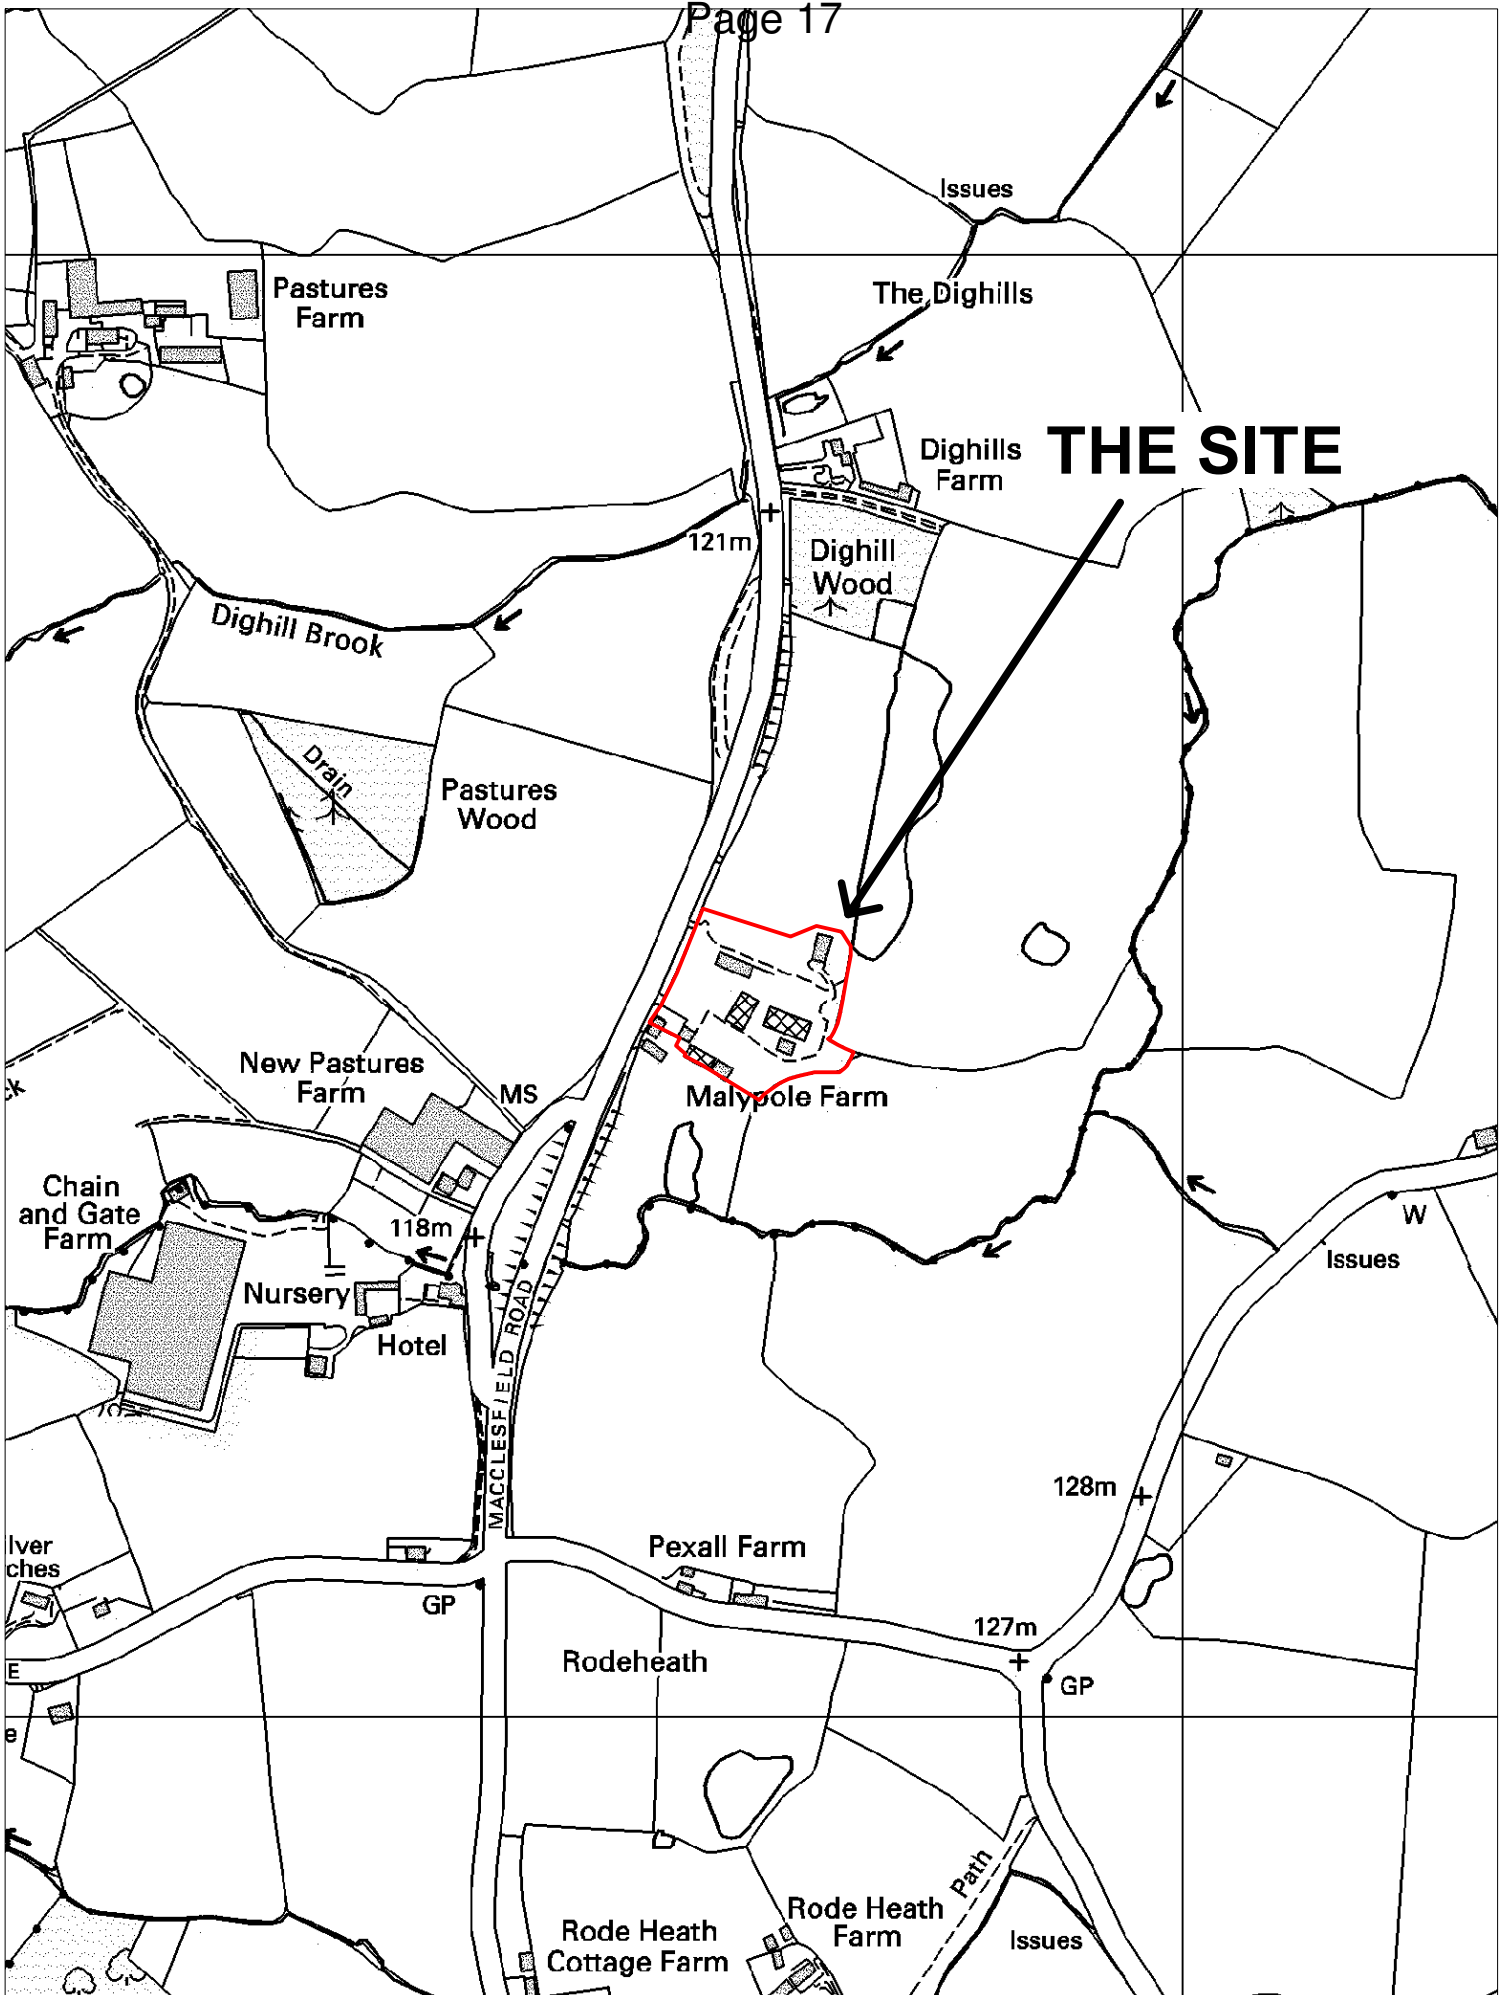 Page 17
Issues
The Dighills
Pastures
Farm
THE SITE
Dighills
Farm
121m
Dighill
Wood
Dighill Brook
Drain
Pastures
Wood
New Pastures
Farm
MS
Malypole Farm
Chain
and Gate
Farm
118m
W
Issues
Nursery
Hotel
MACCLESFIELD ROAD
128m
lver
ches
Pexall Farm
GP
127m
Rodeheath
E
GP
e
Path
Rode Heath
Farm
Rode Heath
Cottage Farm
Issues